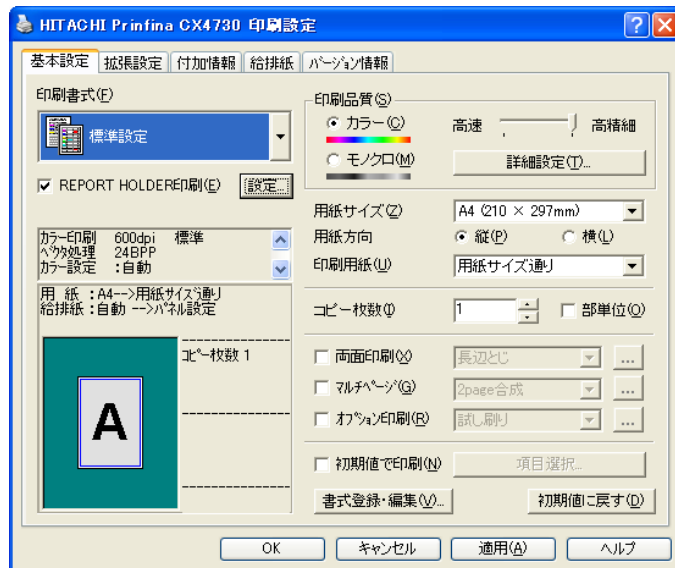 HITACHI Prinfina CX4730 印刷設定
基本設定 拡張設定 付加情報 給排紙 バージョン情報
印刷書式(F)
標準設定
REPORT HOLDER印刷(E) 設定...
カラー印刷 600dpi 標準
ベクタ処理 24BPP
カラー設定 :自動
用 紙 :A4-->用紙サイズ通り
給排紙 :自動 -->パネル設定
コピー枚数 1
A
印刷品質(S)
カラー(C) 高速 高精細
モノクロ(M) 詳細設定(T)...
用紙サイズ(Z) A4 (210 × 297mm)
用紙方向 縦(P) 横(L)
印刷用紙(U) 用紙サイズ通り
コピー枚数(I) 1 部単位(O)
両面印刷(X) 長辺とじ ...
マルチページ(G) 2page合成 ...
オプション印刷(R) 試し刷り ...
初期値で印刷(N) 項目選択...
書式登録・編集(V)... 初期値に戻す(D)
OK キャンセル 適用(A) ヘルプ